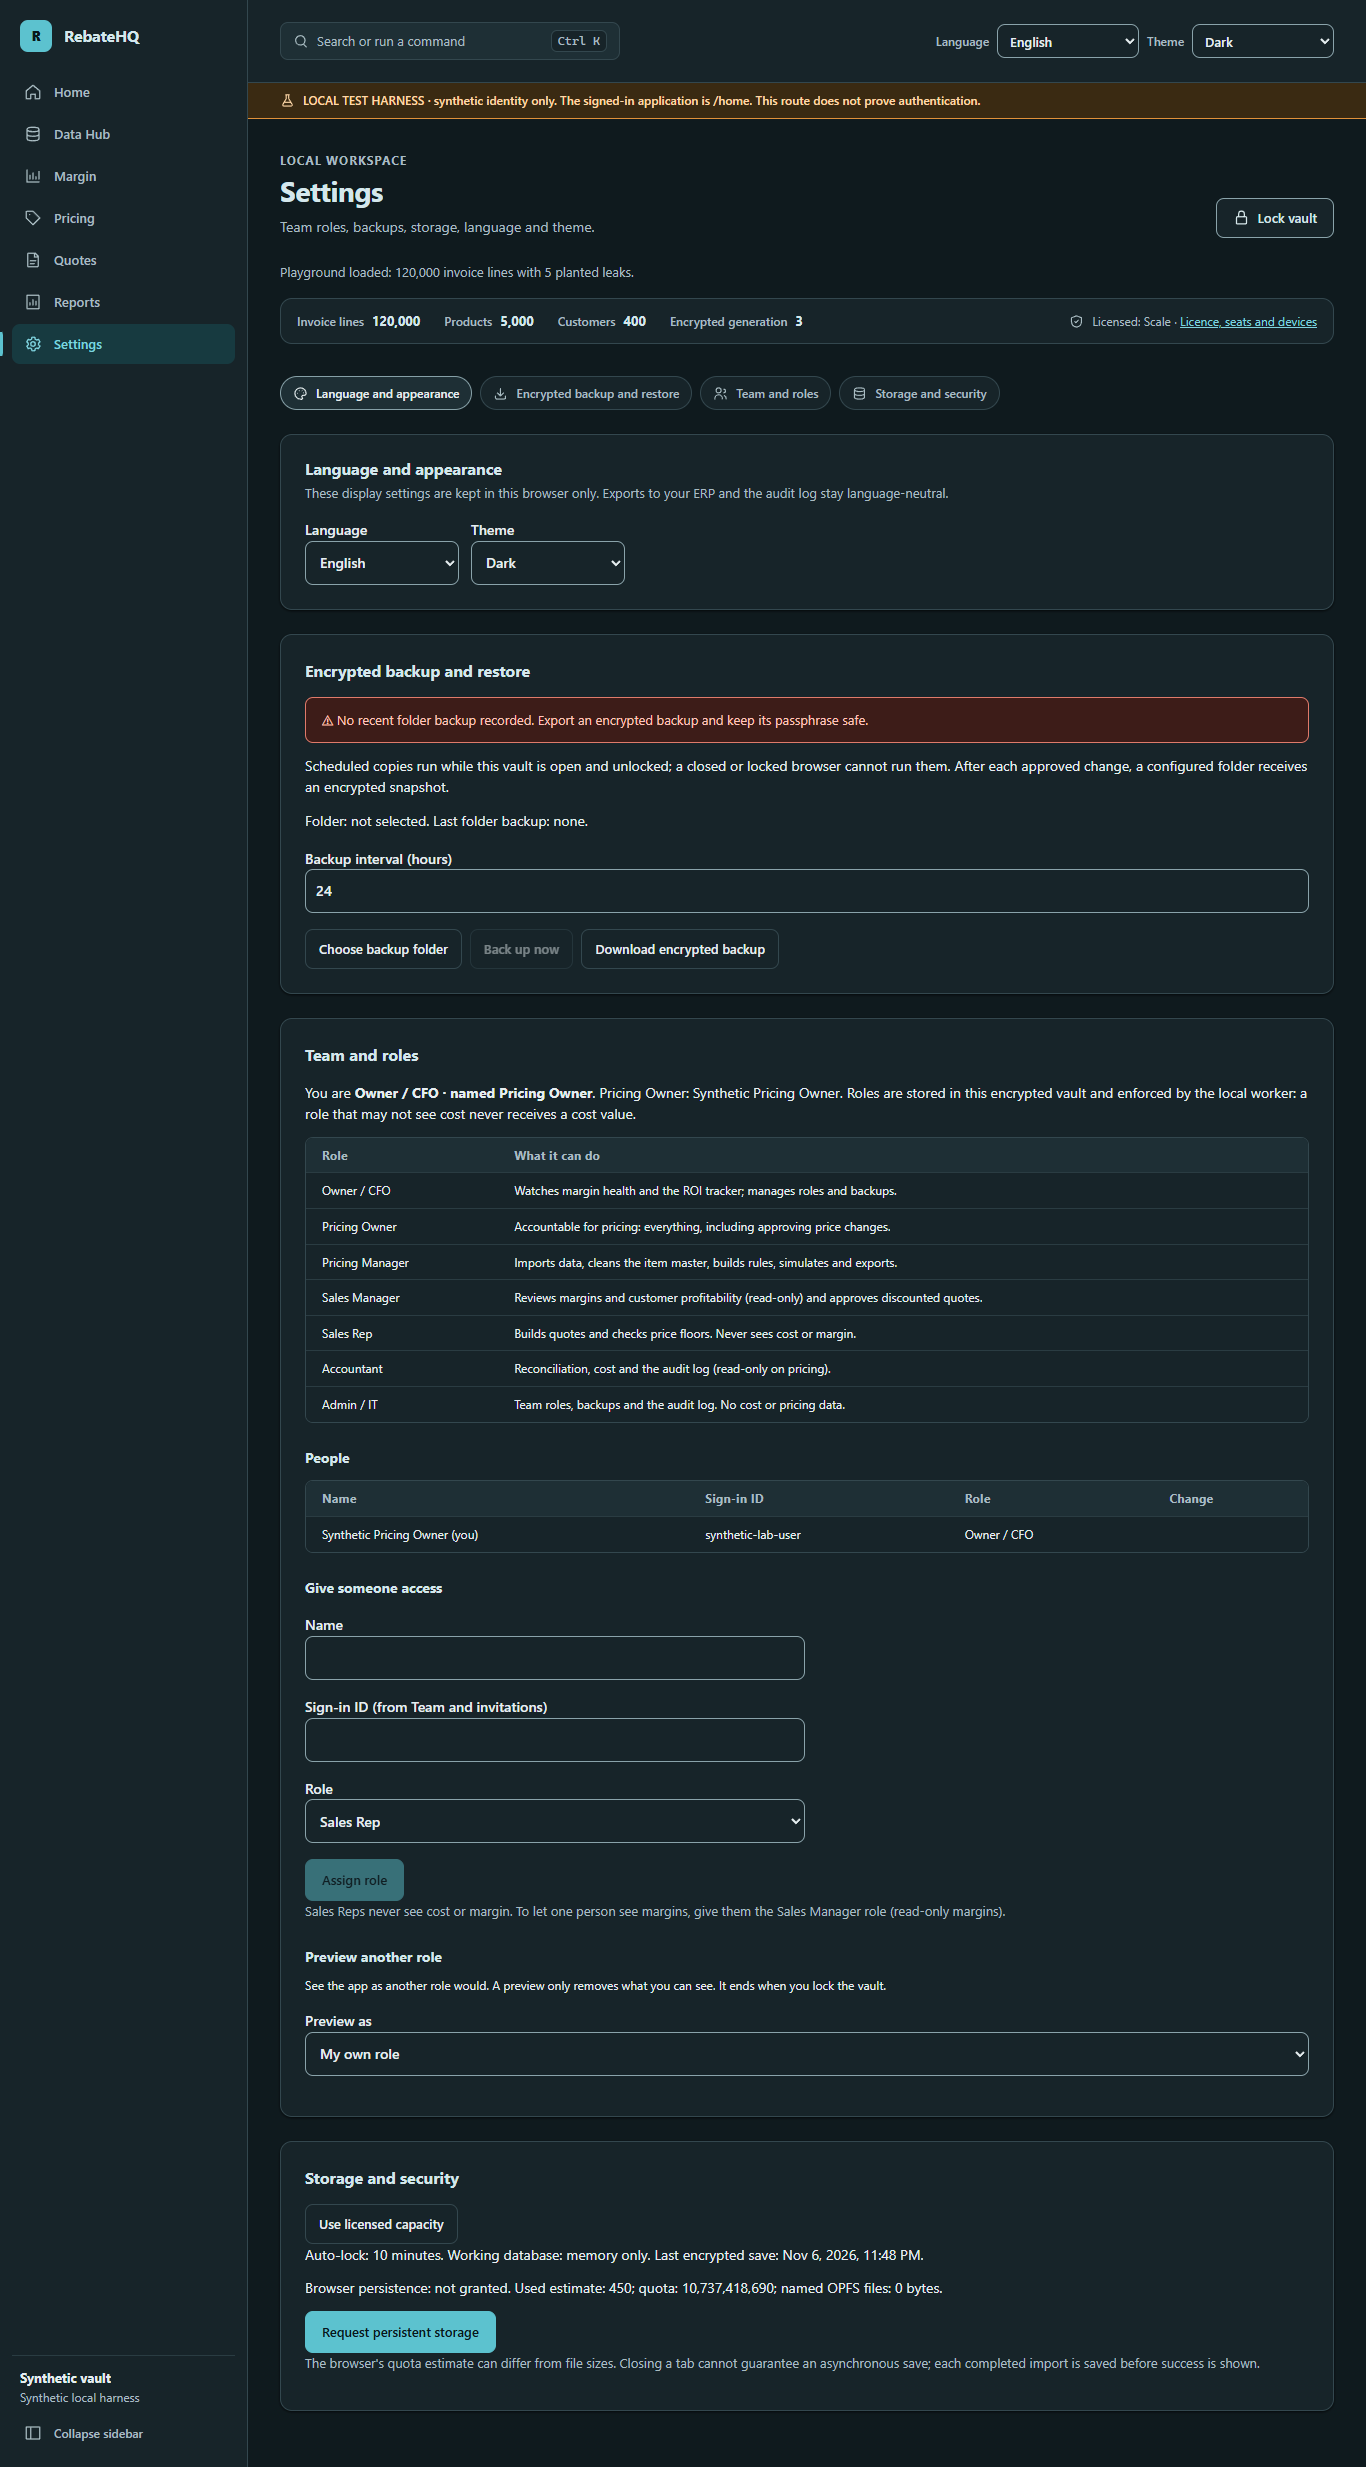 R RebateHQ
Home
Data Hub
Margin
Pricing
Quotes
Reports
Settings
Search or run a command Ctrl K
Language English Theme Dark
LOCAL TEST HARNESS · synthetic identity only. The signed-in application is /home. This route does not prove authentication.
LOCAL WORKSPACE
Settings
Team roles, backups, storage, language and theme.
Lock vault
Playground loaded: 120,000 invoice lines with 5 planted leaks.
Invoice lines 120,000 Products 5,000 Customers 400 Encrypted generation 3 Licensed: Scale · Licence, seats and devices
Language and appearance Encrypted backup and restore Team and roles Storage and security
Language and appearance
These display settings are kept in this browser only. Exports to your ERP and the audit log stay language-neutral.
Language Theme
English Dark
Encrypted backup and restore
⚠ No recent folder backup recorded. Export an encrypted backup and keep its passphrase safe.
Scheduled copies run while this vault is open and unlocked; a closed or locked browser cannot run them. After each approved change, a configured folder receives
an encrypted snapshot.
Folder: not selected. Last folder backup: none.
Backup interval (hours)
24
Choose backup folder Back up now Download encrypted backup
Team and roles
You are Owner / CFO · named Pricing Owner. Pricing Owner: Synthetic Pricing Owner. Roles are stored in this encrypted vault and enforced by the local worker: a
role that may not see cost never receives a cost value.
Role What it can do
Owner / CFO Watches margin health and the ROI tracker; manages roles and backups.
Pricing Owner Accountable for pricing: everything, including approving price changes.
Pricing Manager Imports data, cleans the item master, builds rules, simulates and exports.
Sales Manager Reviews margins and customer profitability (read-only) and approves discounted quotes.
Sales Rep Builds quotes and checks price floors. Never sees cost or margin.
Accountant Reconciliation, cost and the audit log (read-only on pricing).
Admin / IT Team roles, backups and the audit log. No cost or pricing data.
People
Name Sign-in ID Role Change
Synthetic Pricing Owner (you) synthetic-lab-user Owner / CFO
Give someone access
Name
Sign-in ID (from Team and invitations)
Role
Sales Rep
Assign role
Sales Reps never see cost or margin. To let one person see margins, give them the Sales Manager role (read-only margins).
Preview another role
See the app as another role would. A preview only removes what you can see. It ends when you lock the vault.
Preview as
My own role
Storage and security
Use licensed capacity
Auto-lock: 10 minutes. Working database: memory only. Last encrypted save: Nov 6, 2026, 11:48 PM.
Browser persistence: not granted. Used estimate: 450; quota: 10,737,418,690; named OPFS files: 0 bytes.
Request persistent storage
The browser's quota estimate can differ from file sizes. Closing a tab cannot guarantee an asynchronous save; each completed import is saved before success is shown.
Synthetic vault
Synthetic local harness
Collapse sidebar